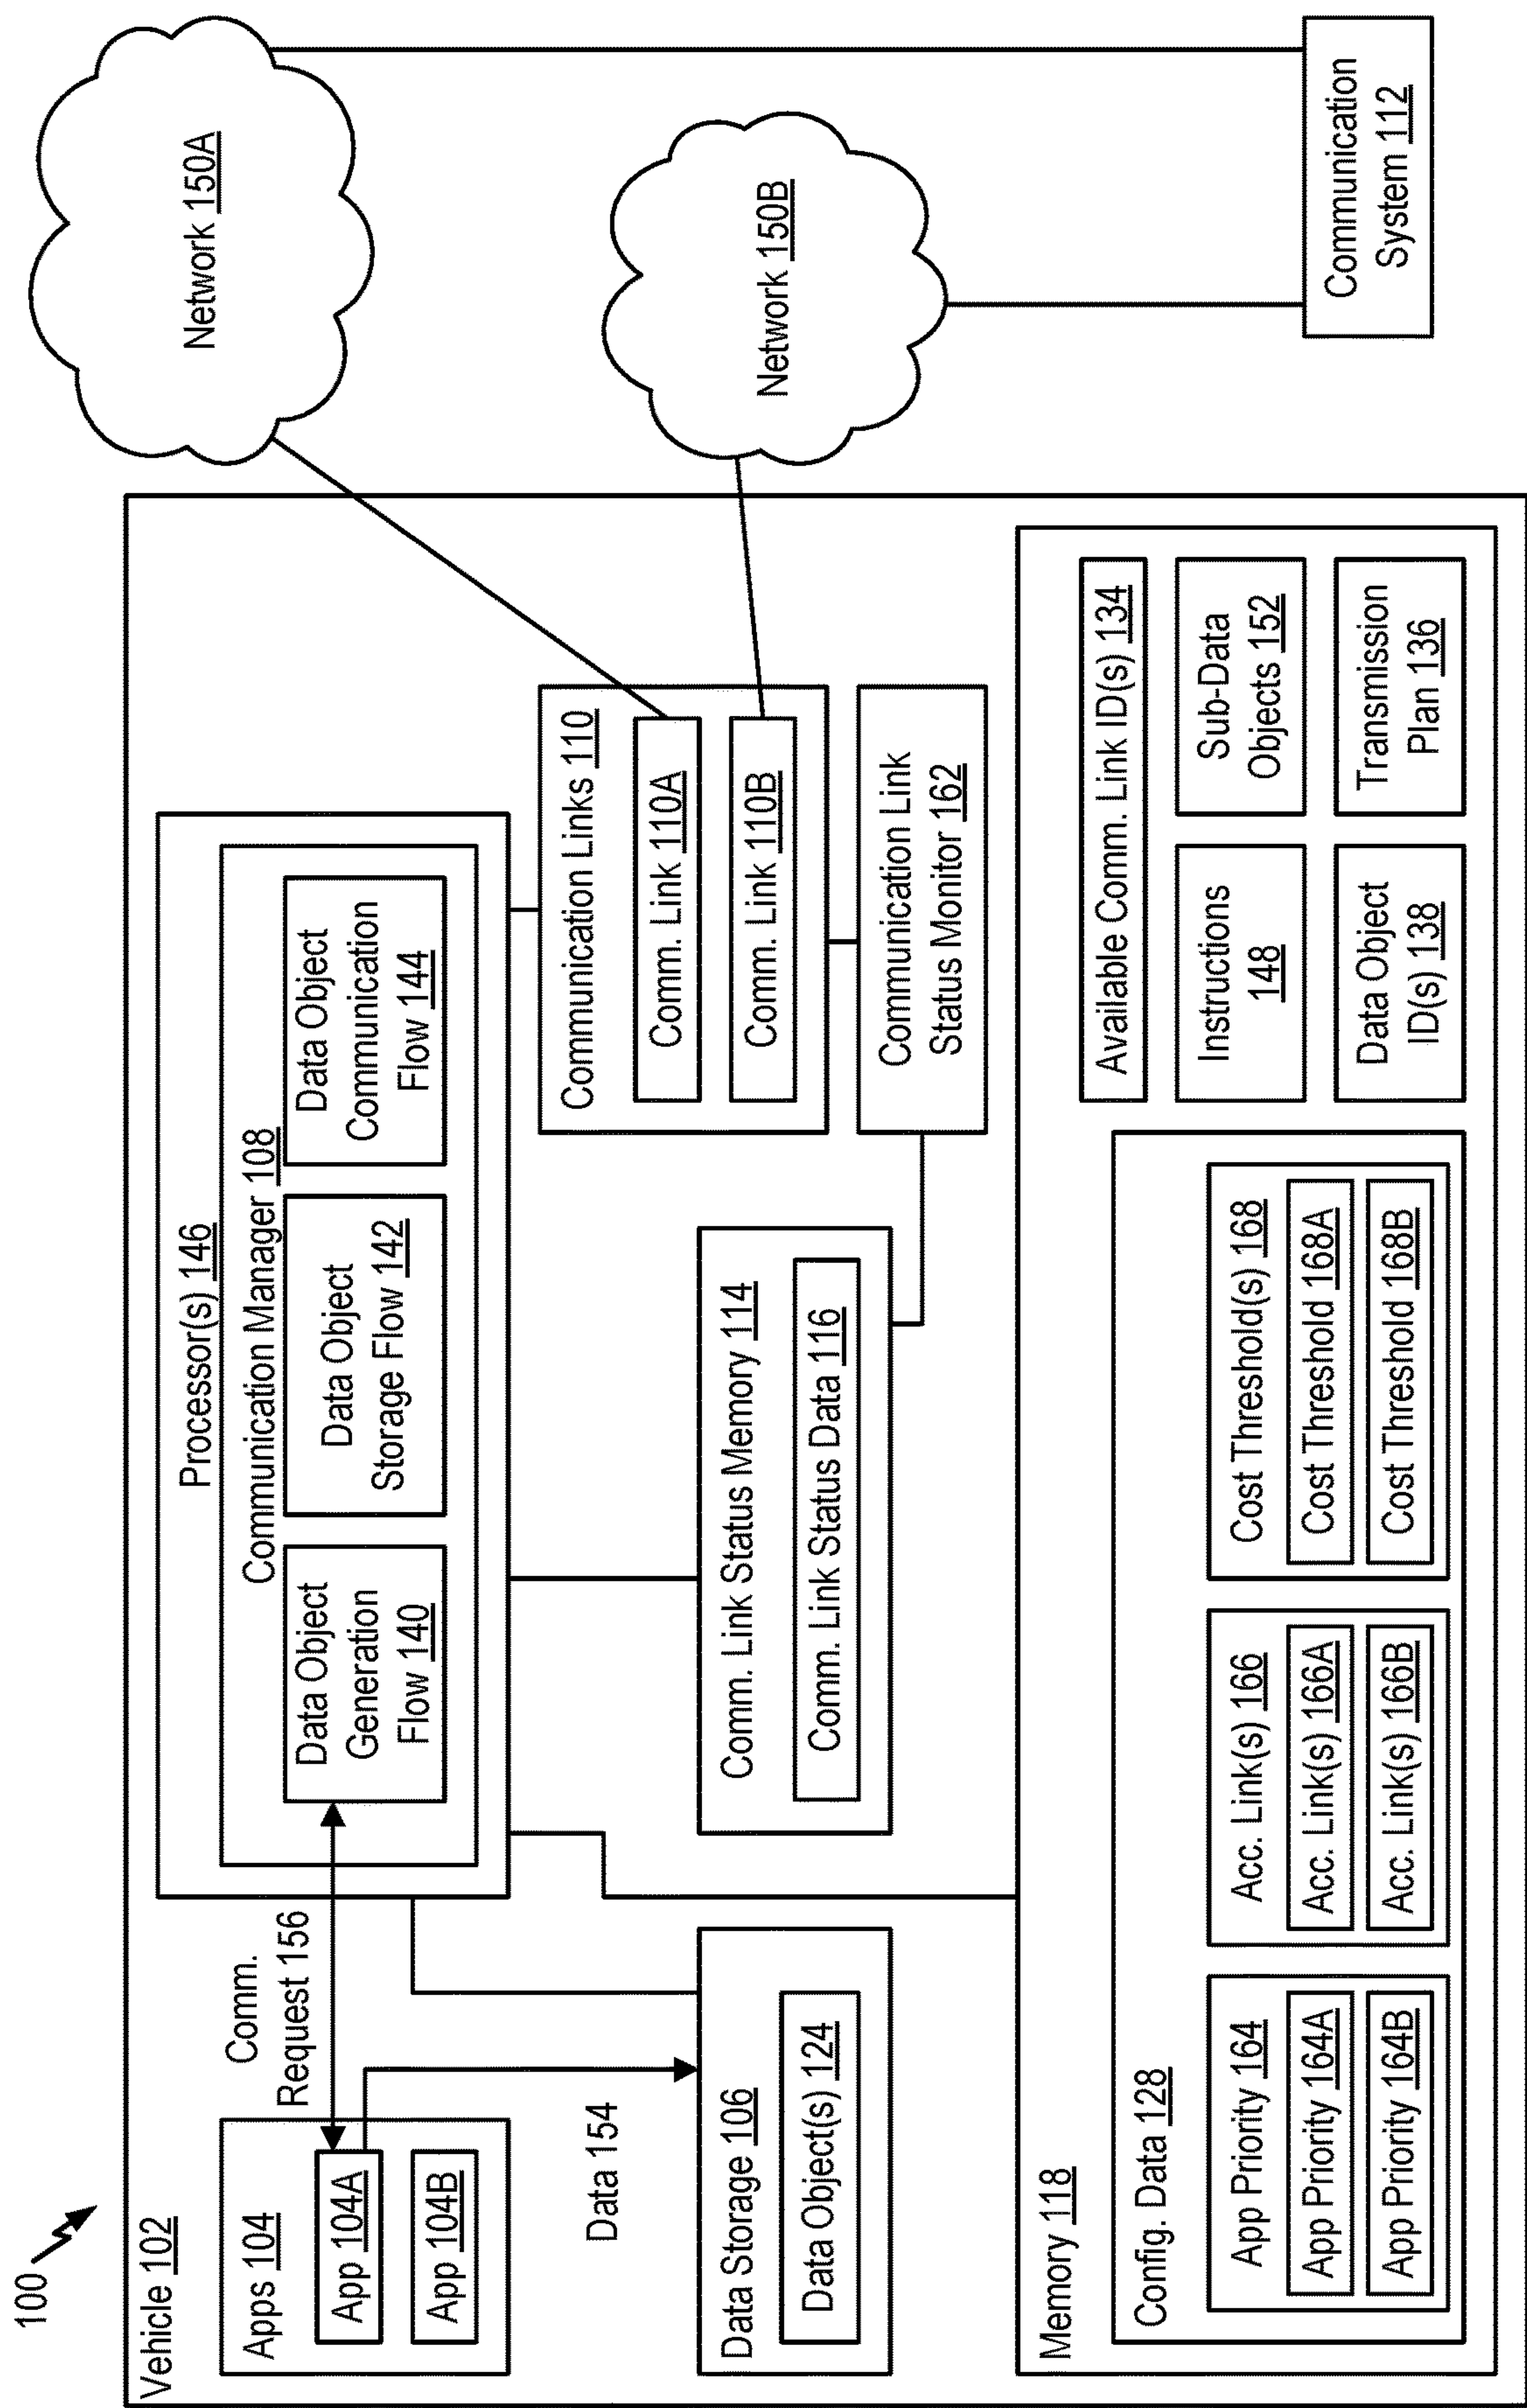 100
Vehicle 102
Apps 104
App 104A
App 104B
Comm.
Request 156
Data 154
Data Storage 106
Data Object(s) 124
Processor(s) 146
Communication Manager 108
Data Object
Generation
Flow 140
Data Object
Storage Flow 142
Data Object
Communication
Flow 144
Comm. Link Status Memory 114
Comm. Link Status Data 116
Communication Links 110
Comm. Link 110A
Comm. Link 110B
Communication Link
Status Monitor 162
Memory 118
Config. Data 128
App Priority 164
App Priority 164A
App Priority 164B
Acc. Link(s) 166
Acc. Link(s) 166A
Acc. Link(s) 166B
Cost Threshold(s) 168
Cost Threshold 168A
Cost Threshold 168B
Available Comm. Link ID(s) 134
Instructions
148
Sub-Data
Objects 152
Data Object
ID(s) 138
Transmission
Plan 136
Network 150A
Network 150B
Communication
System 112